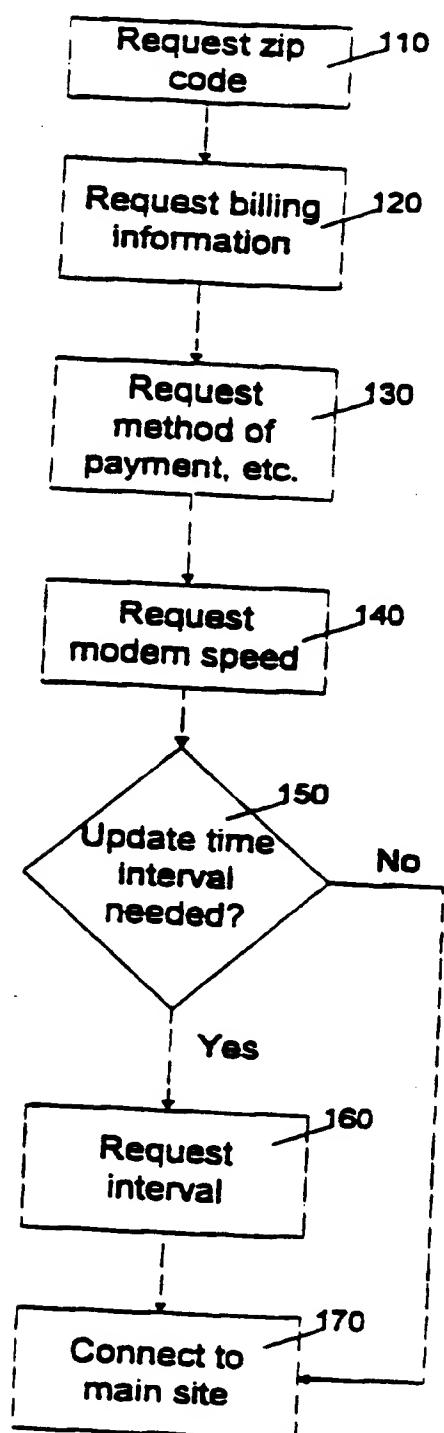 Request zip
code
110
Request billing
information
120
Request
method of
payment, etc.
130
Request
modem speed
140
150
Update time
interval
needed?
No
Yes
160
Request
interval
170
Connect to
main site